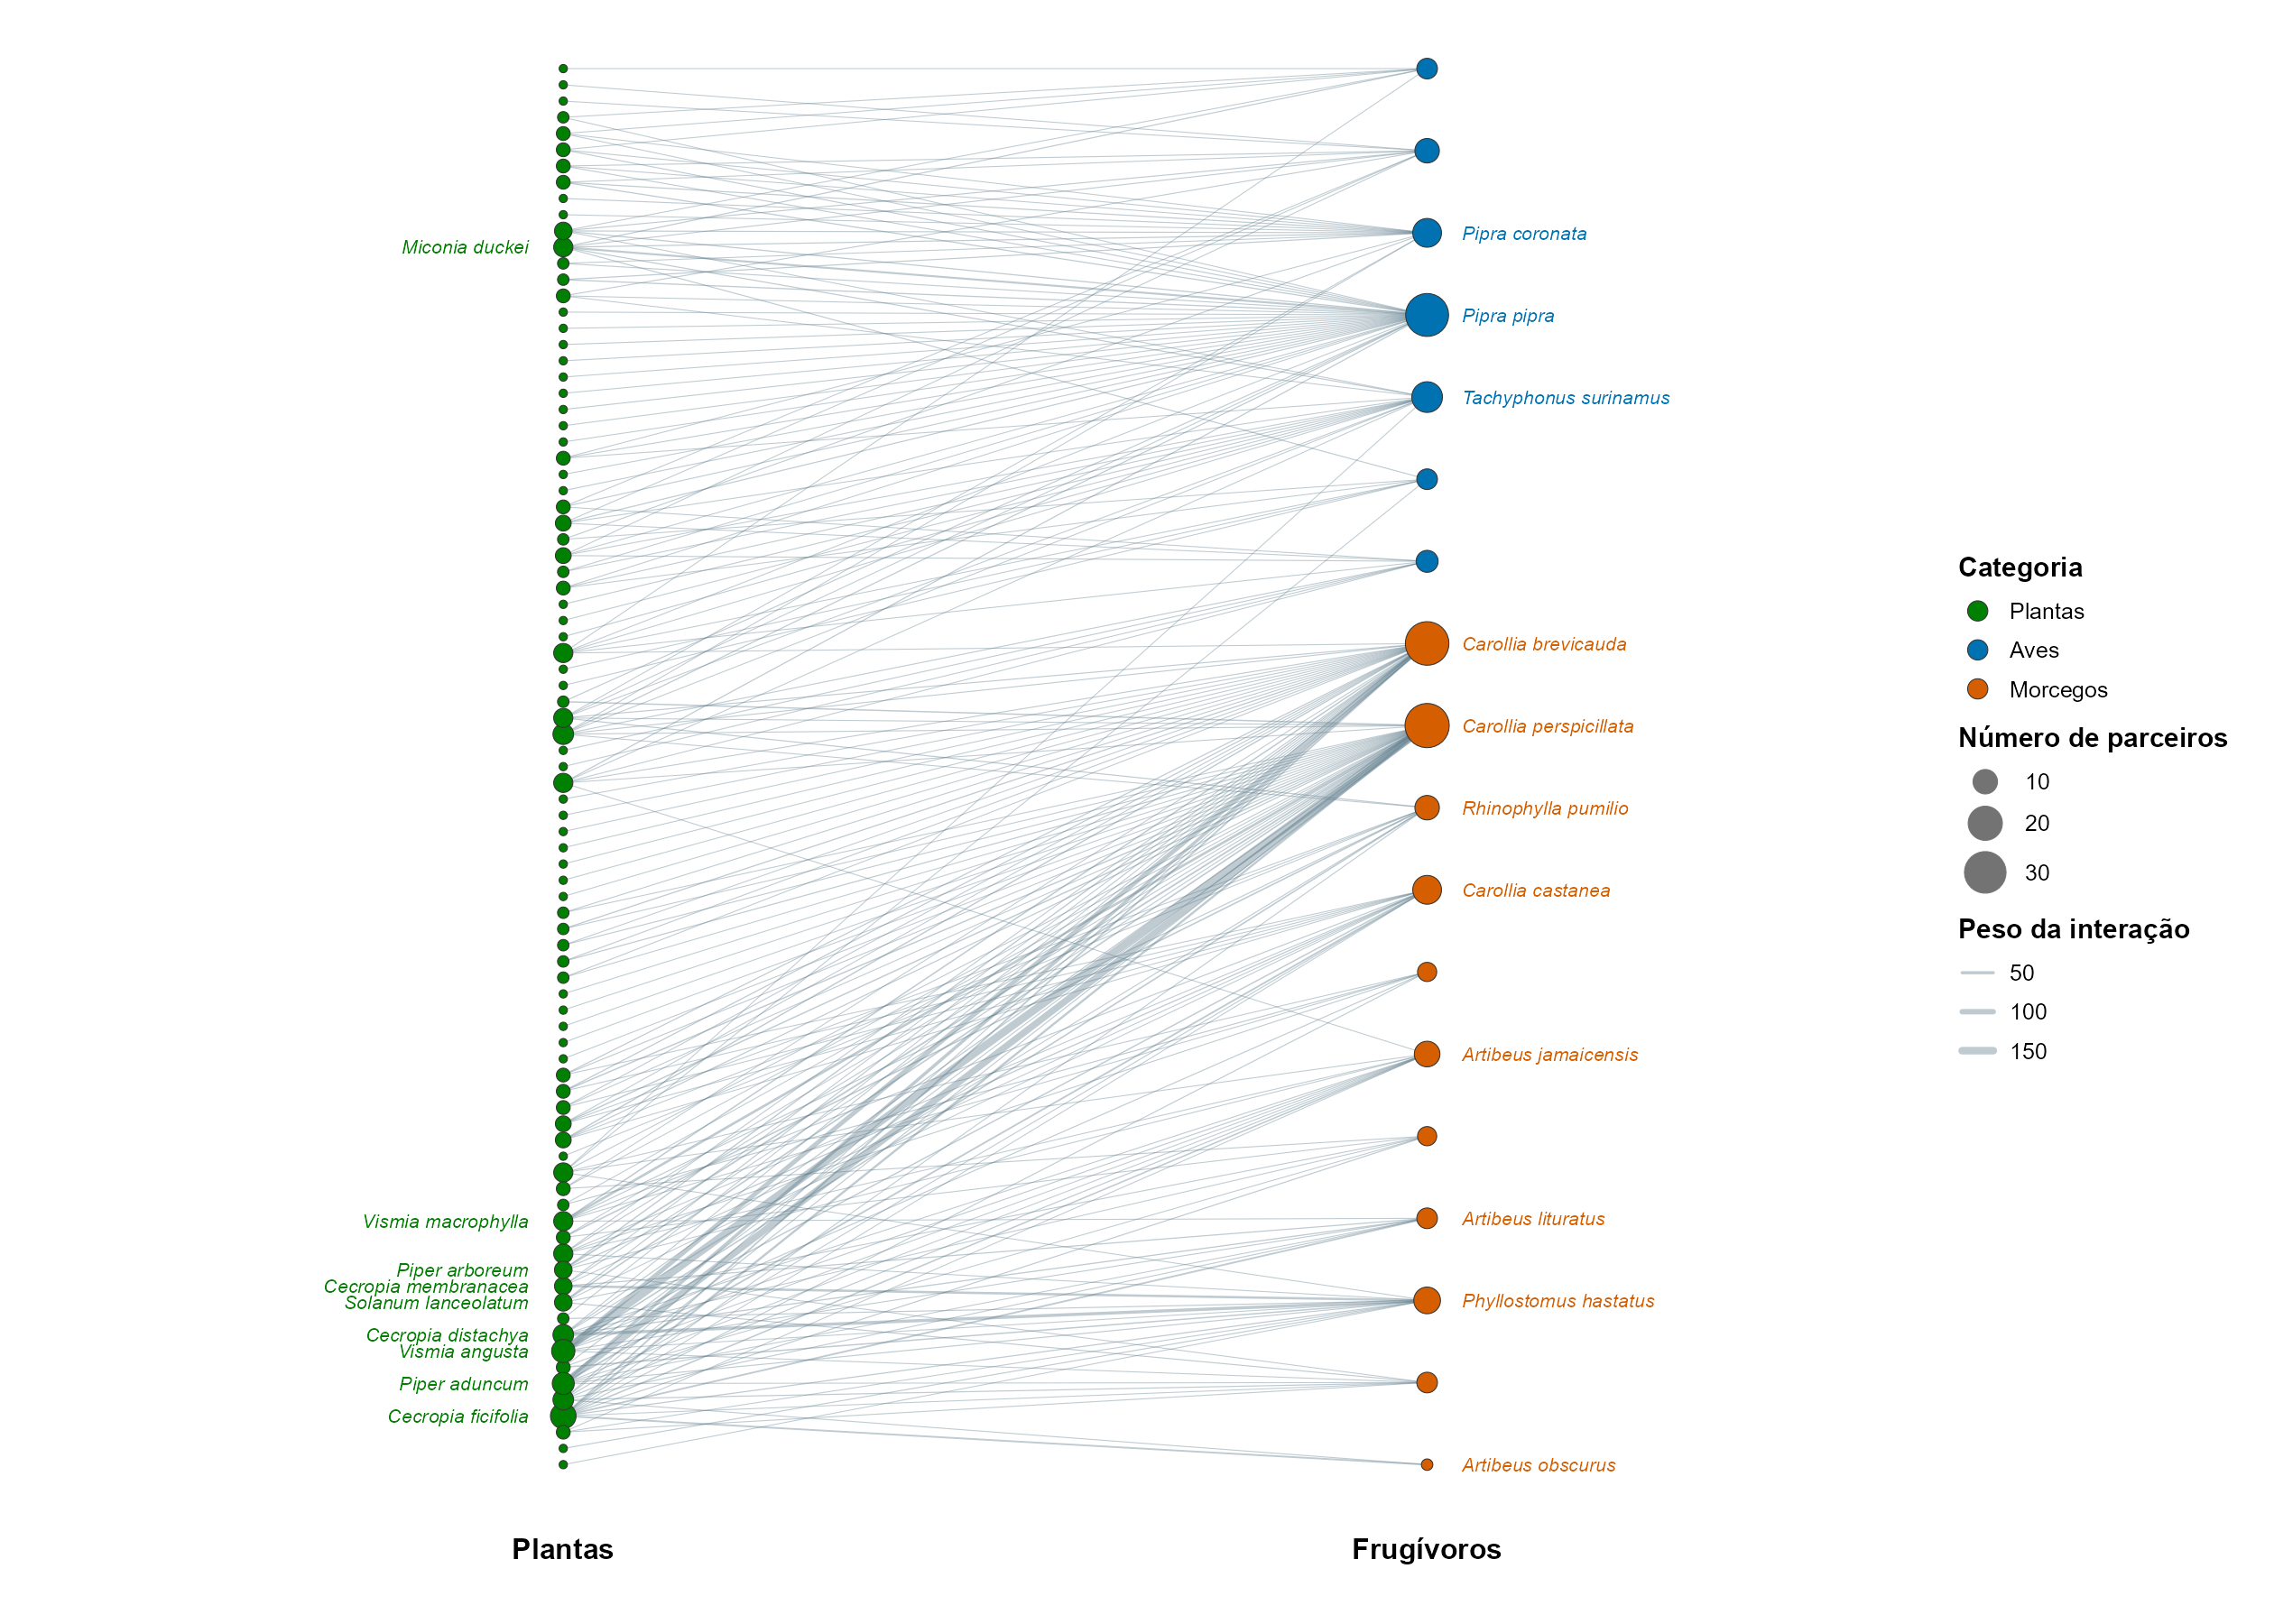 Miconia duckei
Vismia macrophylla
Piper arboreum
Cecropia membranacea
Solanum lanceolatum
Cecropia distachya
Vismia angusta
Piper aduncum
Cecropia ficifolia
Pipra coronata
Pipra pipra
Tachyphonus surinamus
Carollia brevicauda
Carollia perspicillata
Rhinophylla pumilio
Carollia castanea
Artibeus jamaicensis
Artibeus lituratus
Phyllostomus hastatus
Artibeus obscurus
Plantas
Frugívoros
Categoria
Plantas
Aves
Morcegos
Número de parceiros
10
20
30
Peso da interação
50
100
150